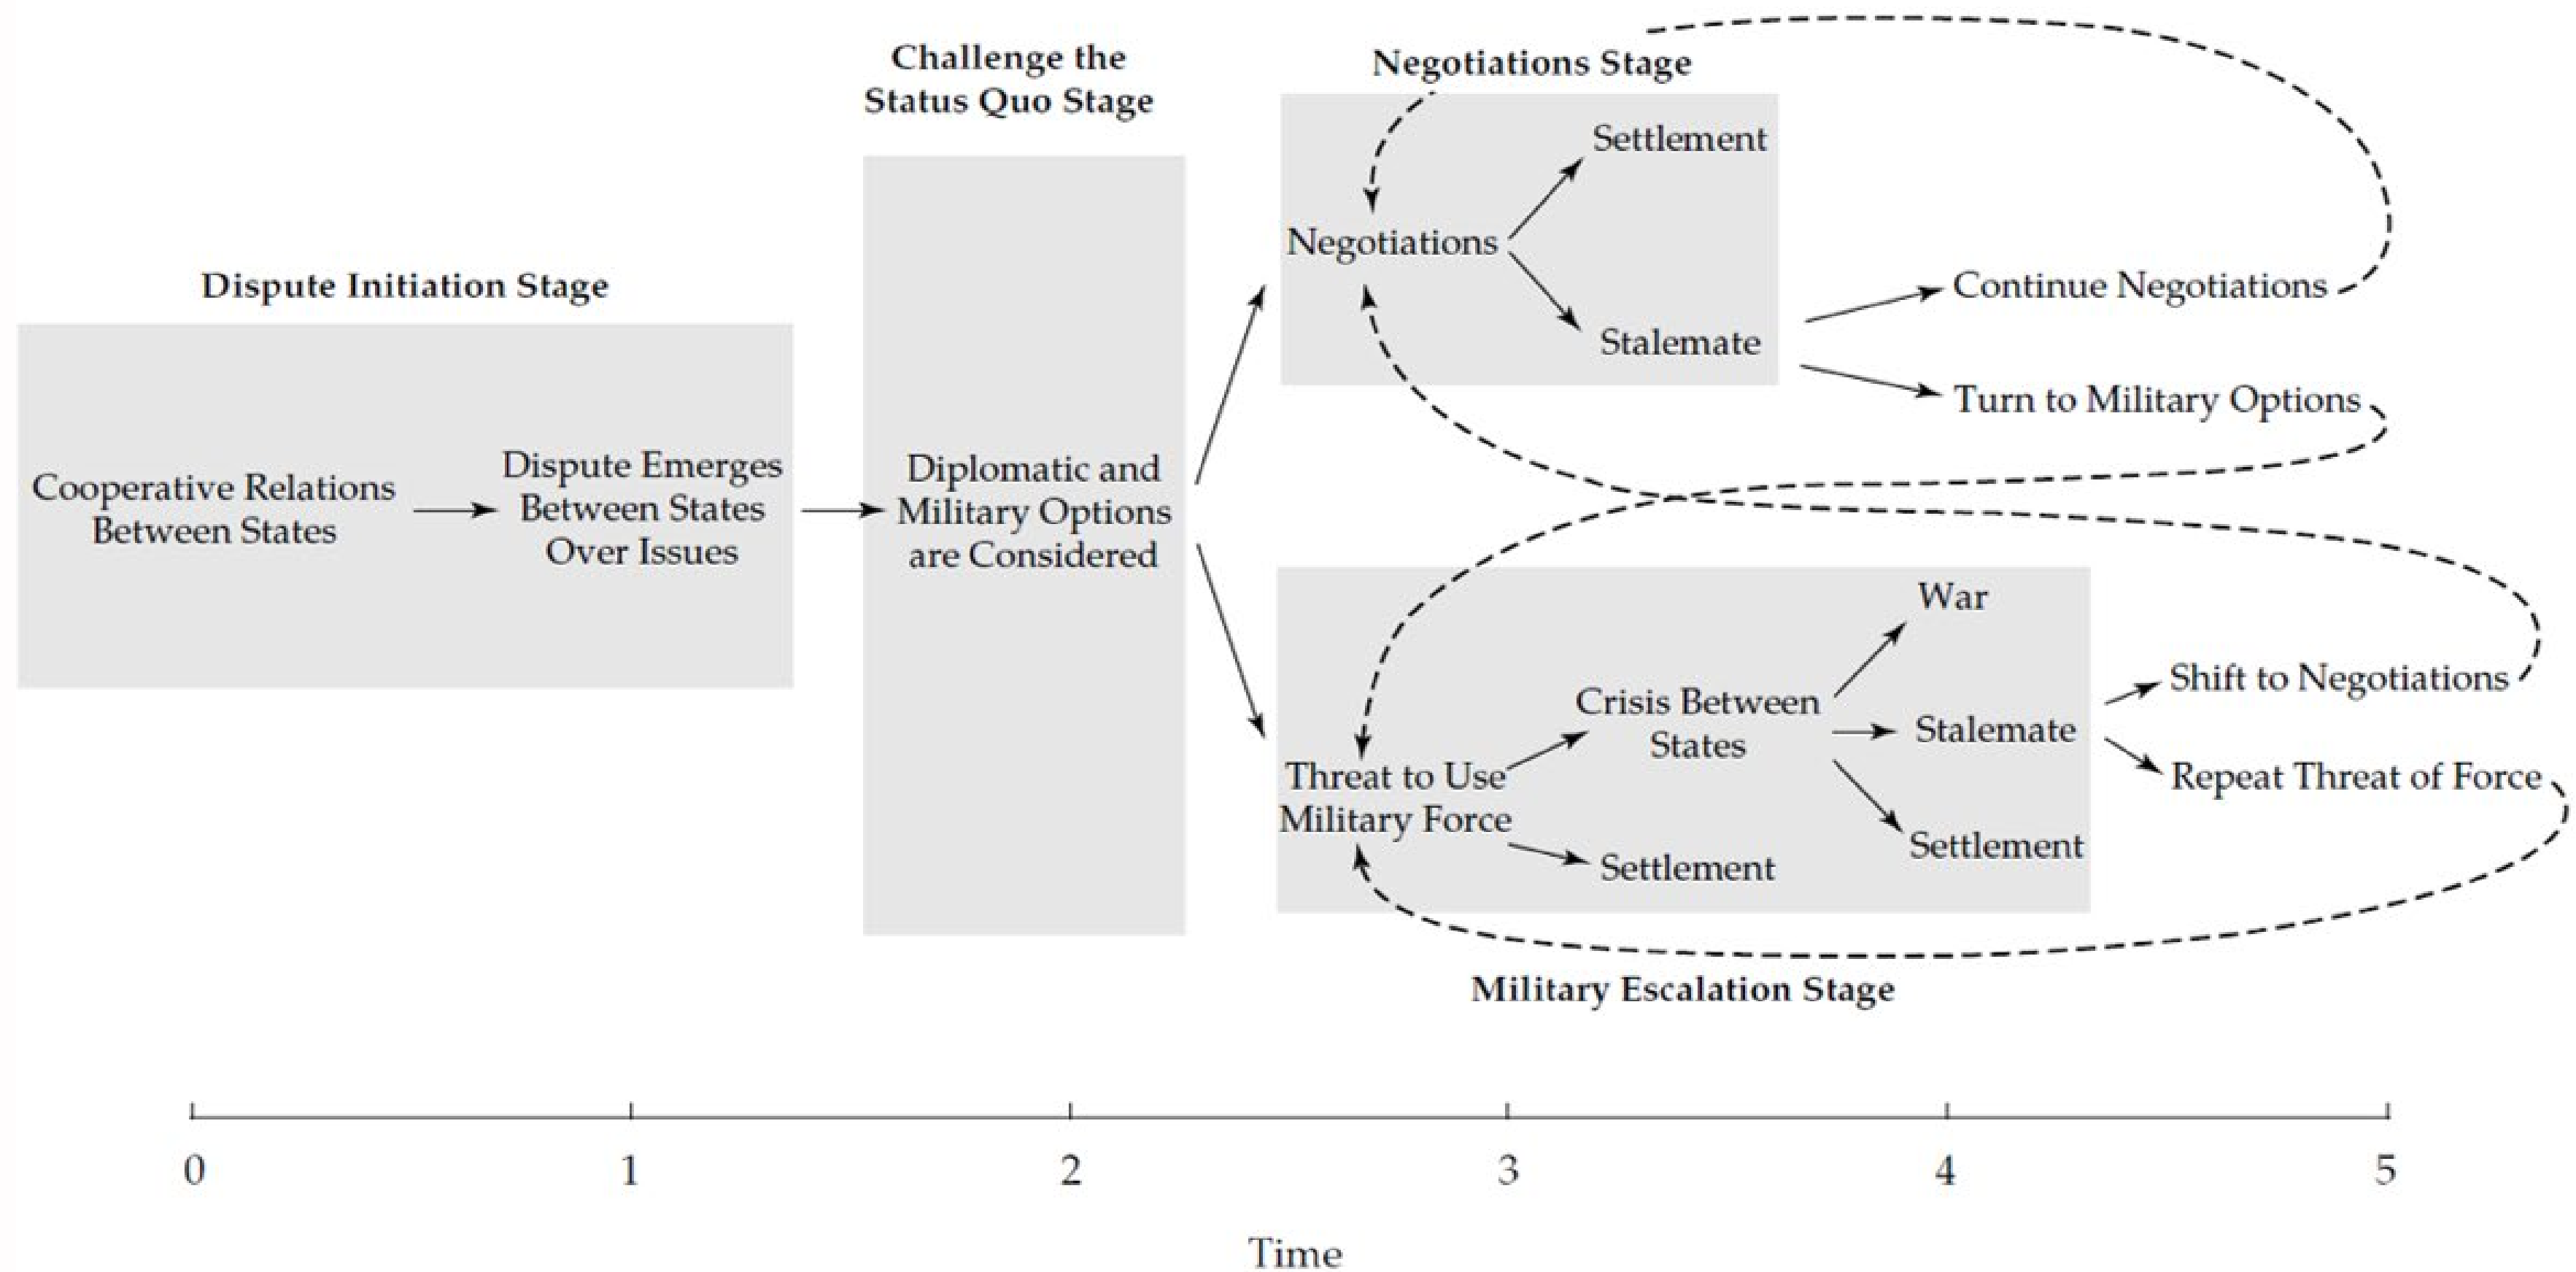 Challenge the
Status Quo Stage
Negotiations Stage
Settlement
Negotiations
Stalemate
Continue Negotiations
Turn to Military Options
Dispute Initiation Stage
Cooperative Relations
Between States
Dispute Emerges
Between States
Over Issues
Diplomatic and
Military Options
are Considered
War
Crisis Between
States
Stalemate
Shift to Negotiations
Repeat Threat of Force
Threat to Use
Military Force
Settlement
Settlement
Military Escalation Stage
0 1 2 3 4 5
Time